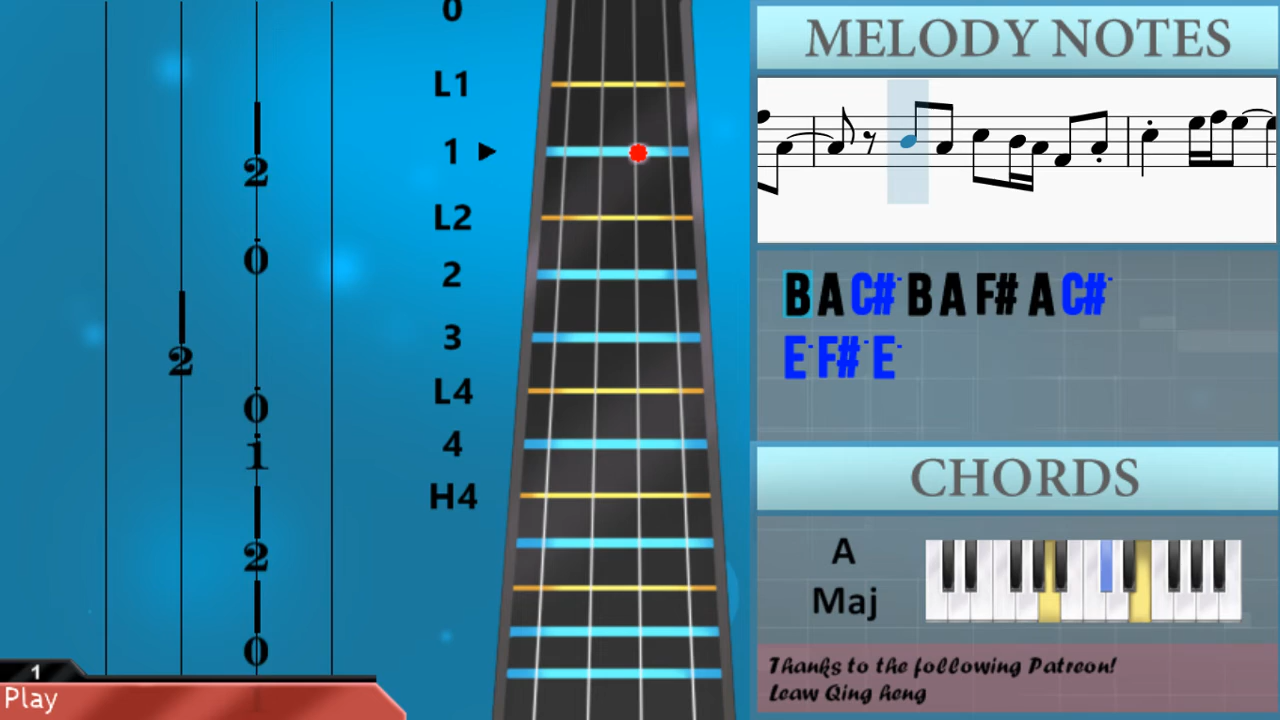 0
L1
1
L2
2
3
L4
4
H4
2
0
2
0
1
2
0
1
Play
MELODY NOTES
B A C#· B A F# A C#·
E· F#· E·
CHORDS
A
Maj
Thanks to the following Patreon!
Leaw Qing heng